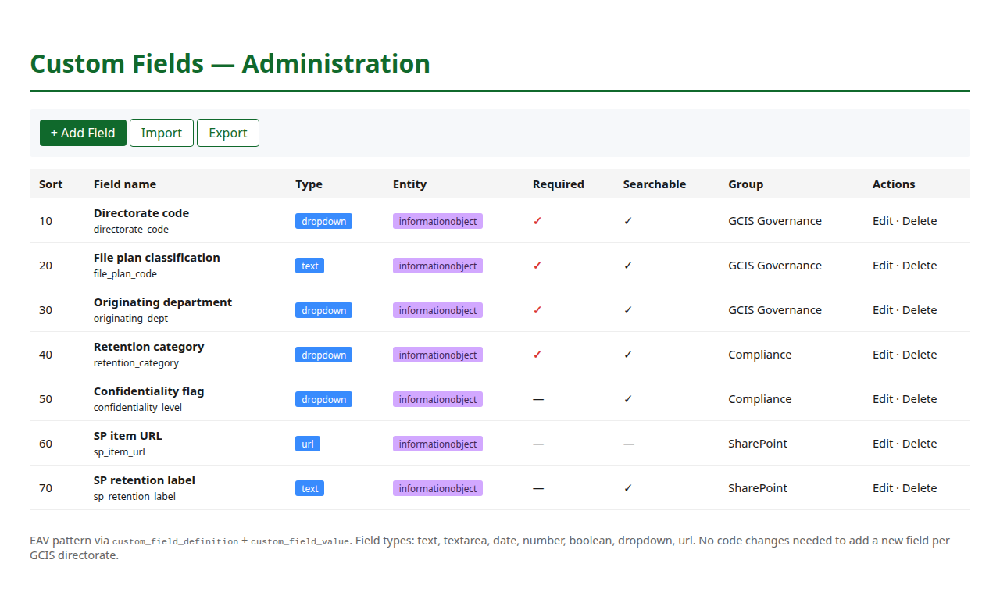 Custom Fields — Administration
+ Add Field Import Export
Sort Field name Type Entity Required Searchable Group Actions
10 Directorate code dropdown informationobject ✓ ✓ GCIS Governance Edit · Delete
directorate_code
20 File plan classification text informationobject ✓ ✓ GCIS Governance Edit · Delete
file_plan_code
30 Originating department dropdown informationobject ✓ ✓ GCIS Governance Edit · Delete
originating_dept
40 Retention category dropdown informationobject ✓ ✓ Compliance Edit · Delete
retention_category
50 Confidentiality flag dropdown informationobject — ✓ Compliance Edit · Delete
confidentiality_level
60 SP item URL url informationobject — — SharePoint Edit · Delete
sp_item_url
70 SP retention label text informationobject — ✓ SharePoint Edit · Delete
sp_retention_label
EAV pattern via custom_field_definition + custom_field_value. Field types: text, textarea, date, number, boolean, dropdown, url. No code changes needed to add a new field per
GCIS directorate.